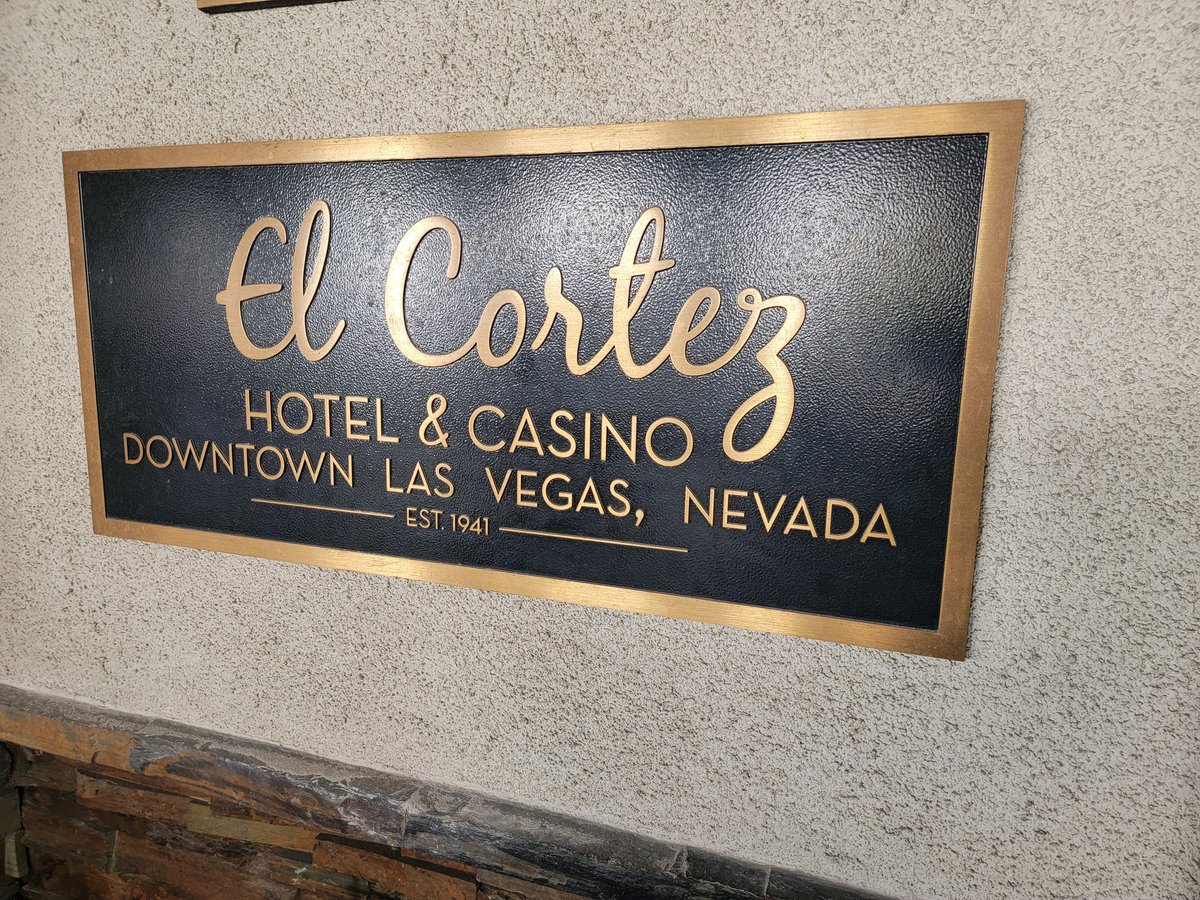 El Cortez
HOTEL & CASINO
DOWNTOWN LAS VEGAS, NEVADA
EST. 1941